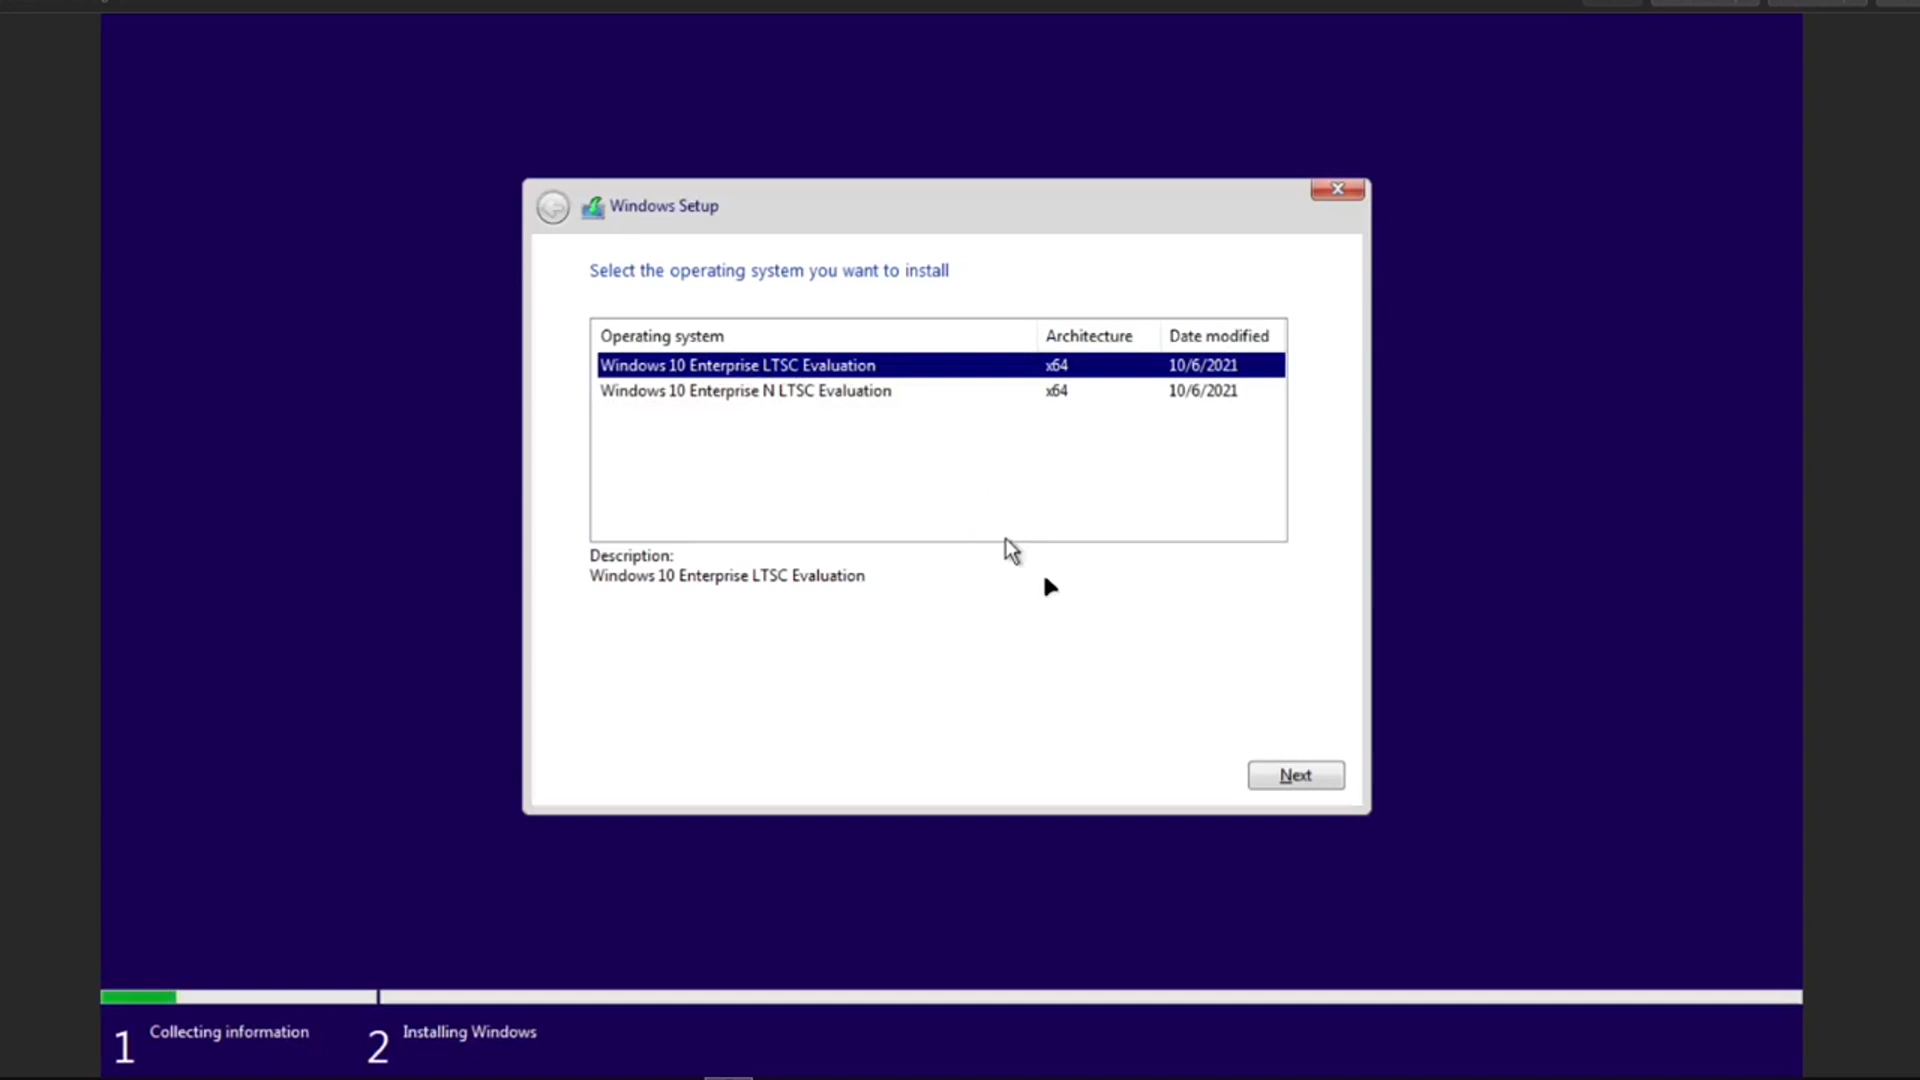 Windows Setup
Select the operating system you want to install
Operating system Architecture Date modified
Windows 10 Enterprise LTSC Evaluation x64 10/6/2021
Windows 10 Enterprise N LTSC Evaluation x64 10/6/2021
Description:
Windows 10 Enterprise LTSC Evaluation
Next
1 Collecting information 2 Installing Windows